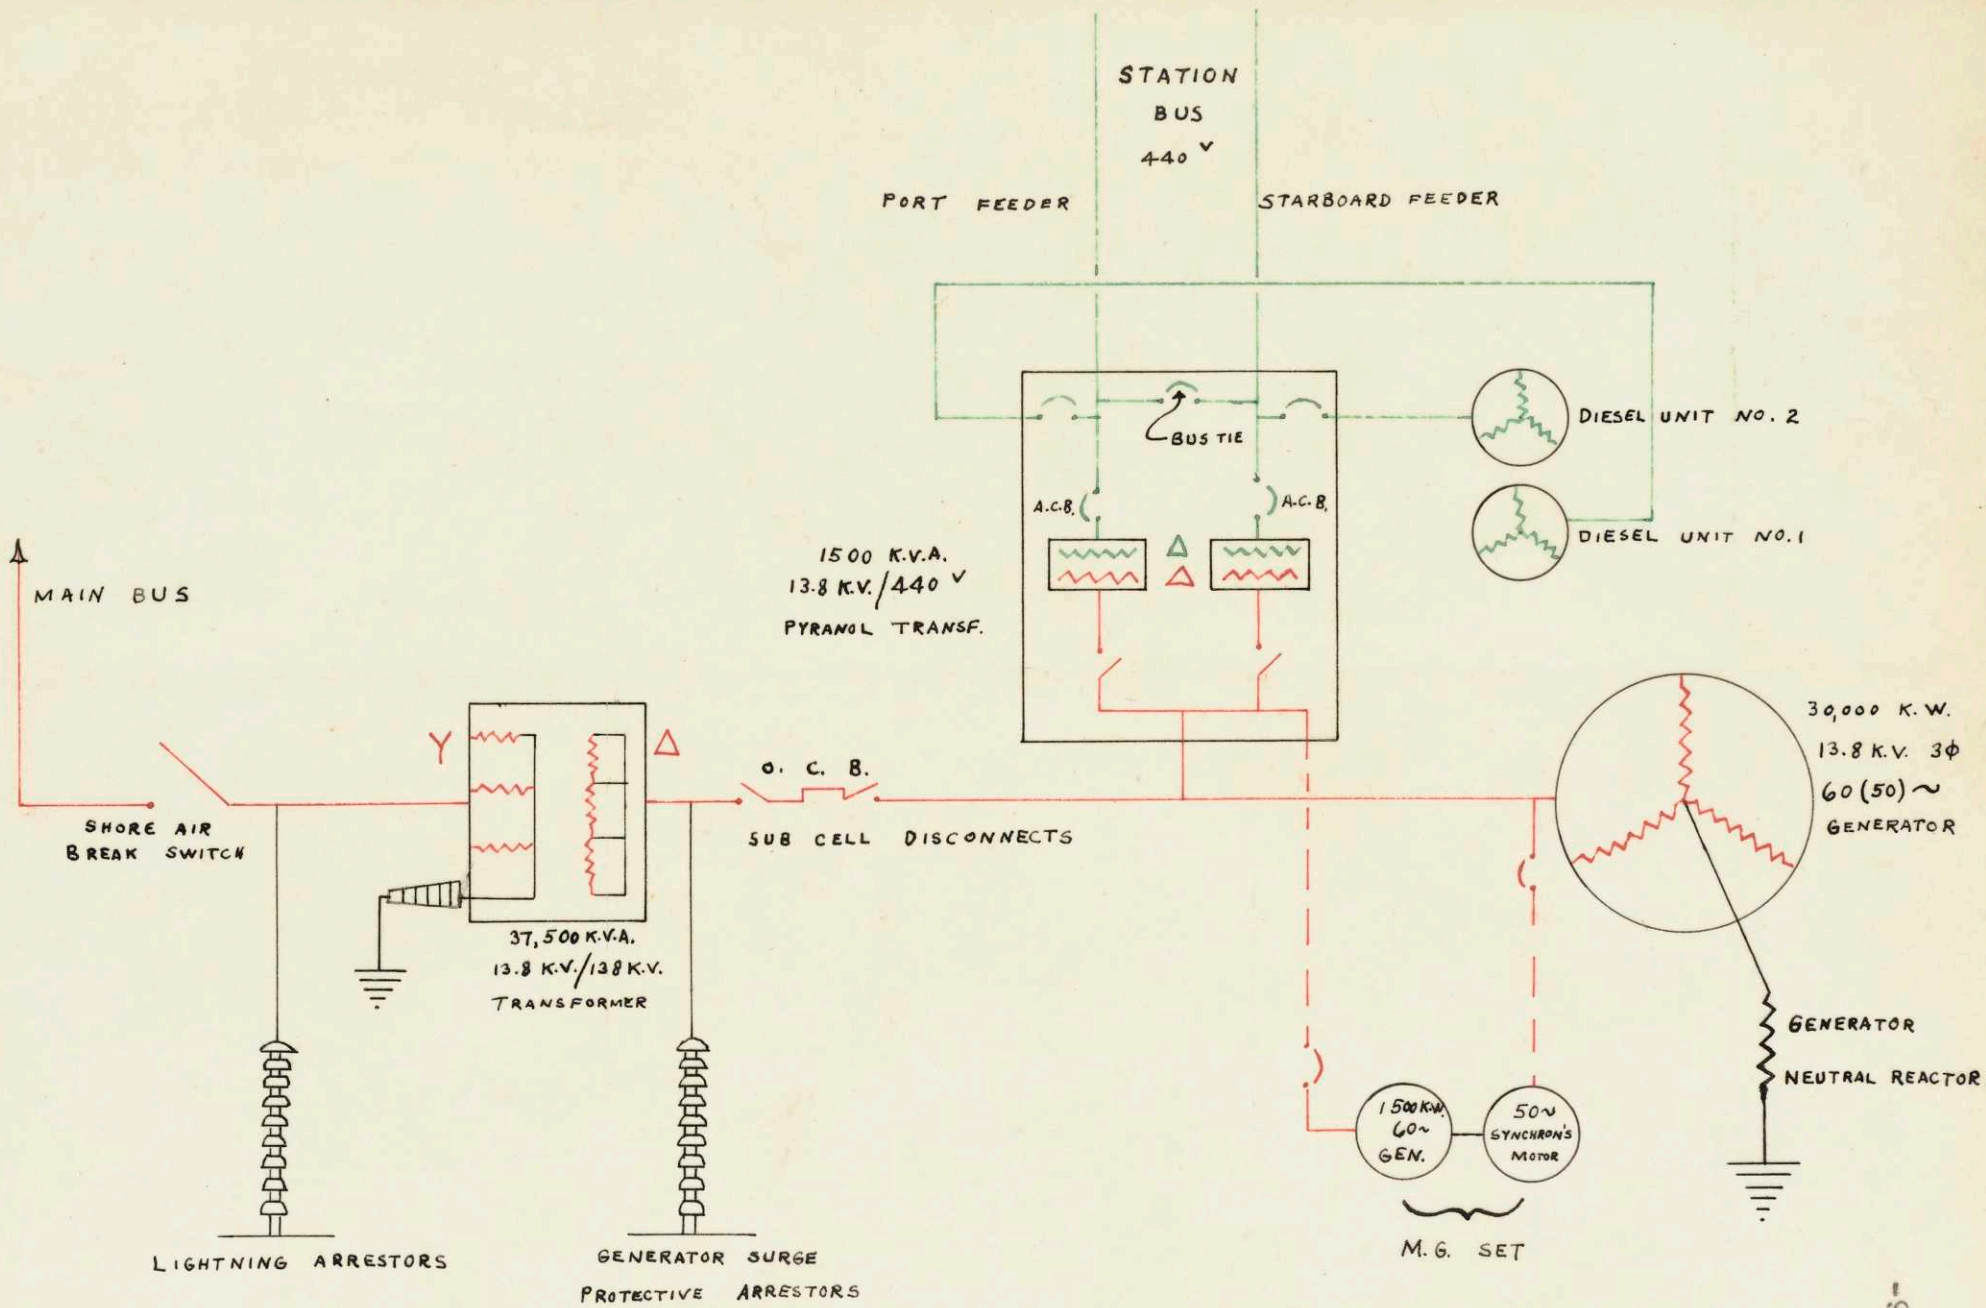 STATION
BUS
440 V
PORT FEEDER
STARBOARD FEEDER
BUS TIE
DIESEL UNIT NO. 2
A.C.B.
A.C.B.
DIESEL UNIT NO. 1
1500 K.V.A.
13.8 K.V./440 V
PYRANOL TRANSF.
Δ
Δ
MAIN BUS
30,000 K.W.
13.8 K.V. 3Φ
60 (50) ~
GENERATOR
Y
Δ
O. C. B.
SUB CELL DISCONNECTS
SHORE AIR
BREAK SWITCH
37,500 K.V.A.
13.8 K.V./138 K.V.
TRANSFORMER
GENERATOR
NEUTRAL REACTOR
1500 K.W.
60~
GEN.
50~
SYNCHRON'S
MOTOR
M.G. SET
LIGHTNING ARRESTORS
GENERATOR SURGE
PROTECTIVE ARRESTORS